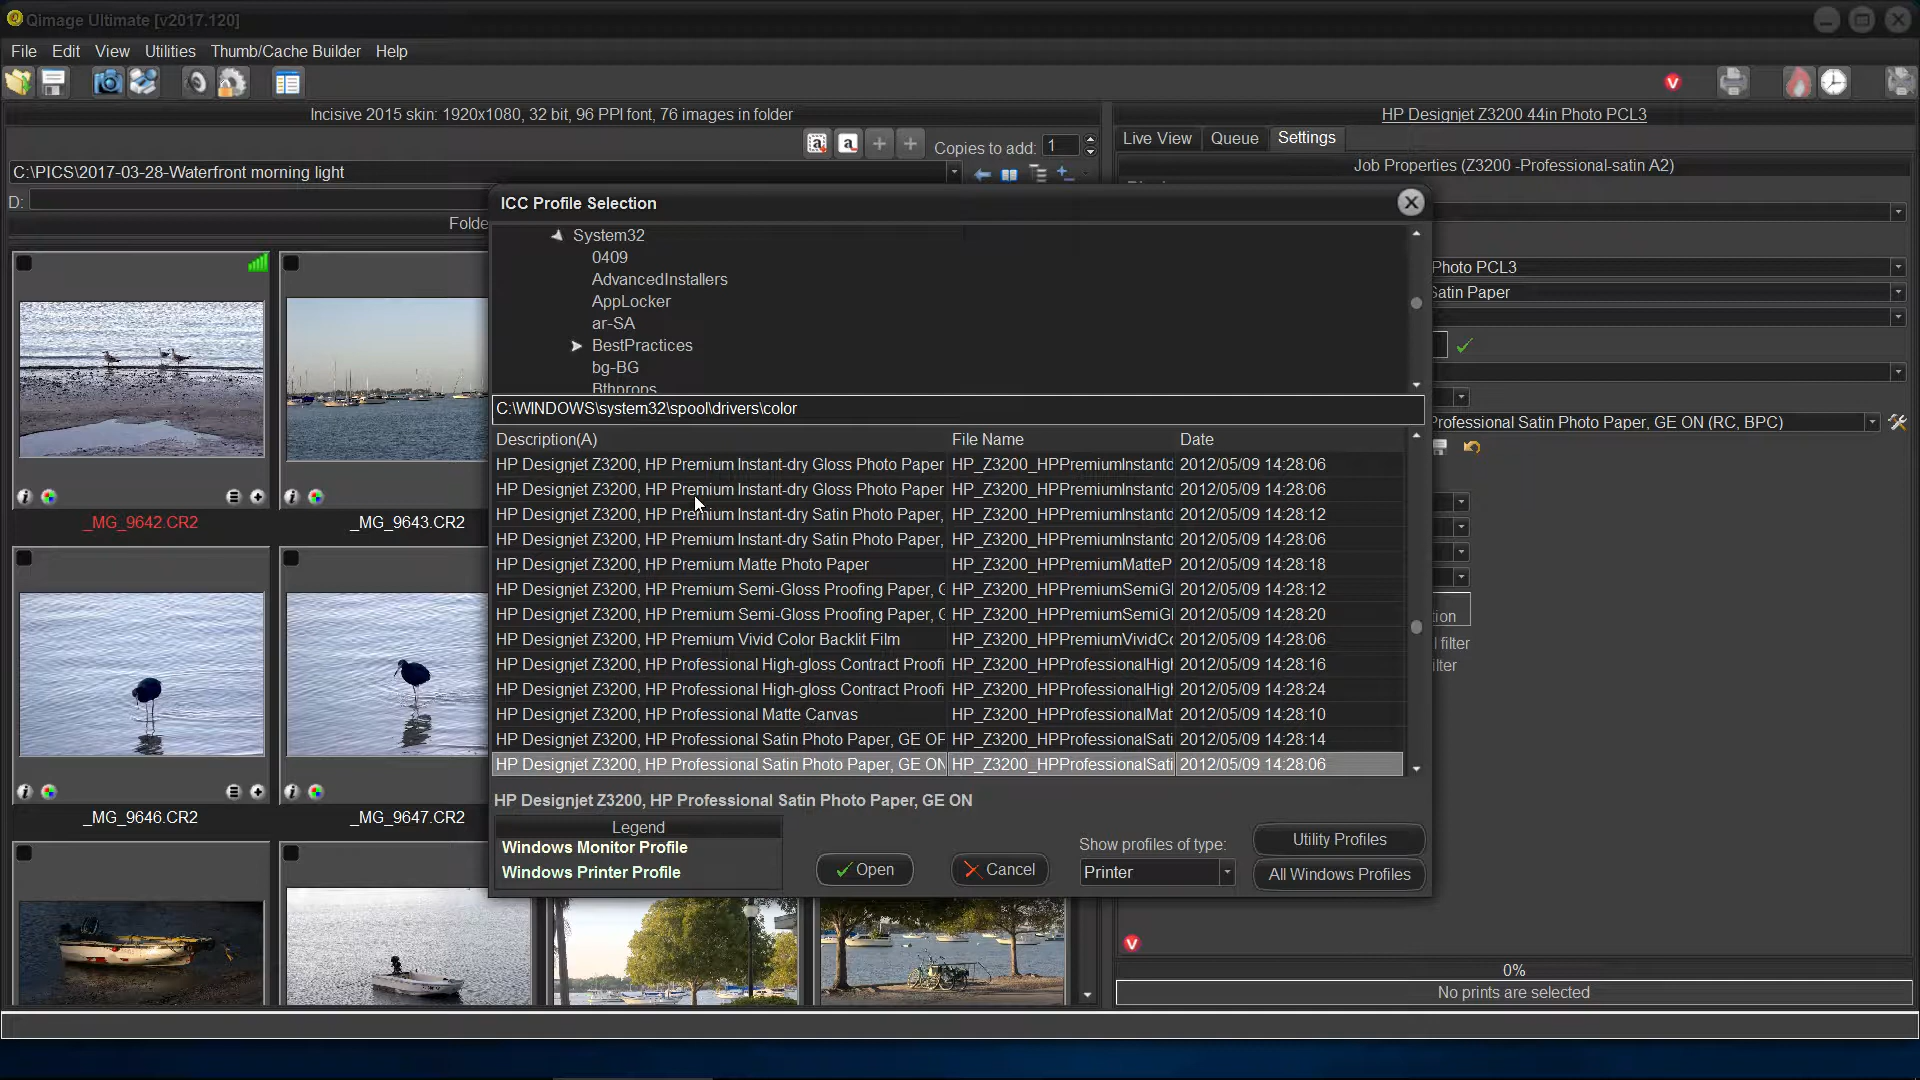 Qimage Ultimate [v2017.120]
File Edit View Utilities Thumb/Cache Builder Help
Incisive 2015 skin: 1920x1080, 32 bit, 96 PPI font, 76 images in folder
HP Designjet Z3200 44in Photo PCL3
Copies to add: 1
Live View Queue Settings
C:\PICS\2017-03-28-Waterfront morning light
Job Properties (Z3200 -Professional-satin A2)
D:
Folde
ICC Profile Selection
System32
0409
AdvancedInstallers
AppLocker
ar-SA
BestPractices
bg-BG
Bthprops
Photo PCL3
Satin Paper
C:\WINDOWS\system32\spool\drivers\color
Professional Satin Photo Paper, GE ON (RC, BPC)
Description(A) File Name Date
HP Designjet Z3200, HP Premium Instant-dry Gloss Photo Paper HP_Z3200_HPPremiumInstantd 2012/05/09 14:28:06
HP Designjet Z3200, HP Premium Instant-dry Gloss Photo Paper HP_Z3200_HPPremiumInstantd 2012/05/09 14:28:06
HP Designjet Z3200, HP Premium Instant-dry Satin Photo Paper, HP_Z3200_HPPremiumInstantd 2012/05/09 14:28:12
HP Designjet Z3200, HP Premium Instant-dry Satin Photo Paper, HP_Z3200_HPPremiumInstantd 2012/05/09 14:28:06
HP Designjet Z3200, HP Premium Matte Photo Paper HP_Z3200_HPPremiumMatteP 2012/05/09 14:28:18
HP Designjet Z3200, HP Premium Semi-Gloss Proofing Paper, G HP_Z3200_HPPremiumSemiGl 2012/05/09 14:28:12
HP Designjet Z3200, HP Premium Semi-Gloss Proofing Paper, G HP_Z3200_HPPremiumSemiGl 2012/05/09 14:28:20
HP Designjet Z3200, HP Premium Vivid Color Backlit Film HP_Z3200_HPPremiumVividCo 2012/05/09 14:28:06
HP Designjet Z3200, HP Professional High-gloss Contract Proofi HP_Z3200_HPProfessionalHigl 2012/05/09 14:28:16
HP Designjet Z3200, HP Professional High-gloss Contract Proofi HP_Z3200_HPProfessionalHigl 2012/05/09 14:28:24
HP Designjet Z3200, HP Professional Matte Canvas HP_Z3200_HPProfessionalMat 2012/05/09 14:28:10
HP Designjet Z3200, HP Professional Satin Photo Paper, GE OF HP_Z3200_HPProfessionalSati 2012/05/09 14:28:14
HP Designjet Z3200, HP Professional Satin Photo Paper, GE ON HP_Z3200_HPProfessionalSati 2012/05/09 14:28:06
tion
l filter
ilter
HP Designjet Z3200, HP Professional Satin Photo Paper, GE ON
Legend
Windows Monitor Profile
Windows Printer Profile
Open
Cancel
Show profiles of type:
Printer
Utility Profiles
All Windows Profiles
_MG_9642.CR2
_MG_9643.CR2
_MG_9646.CR2
_MG_9647.CR2
0%
No prints are selected